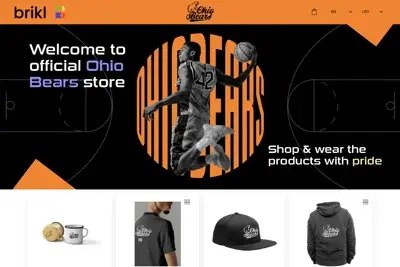 brikl
Ohio
Bears
Welcome to
official Ohio
Bears store
OHIO BEARS
42
Shop & wear the
products with pride